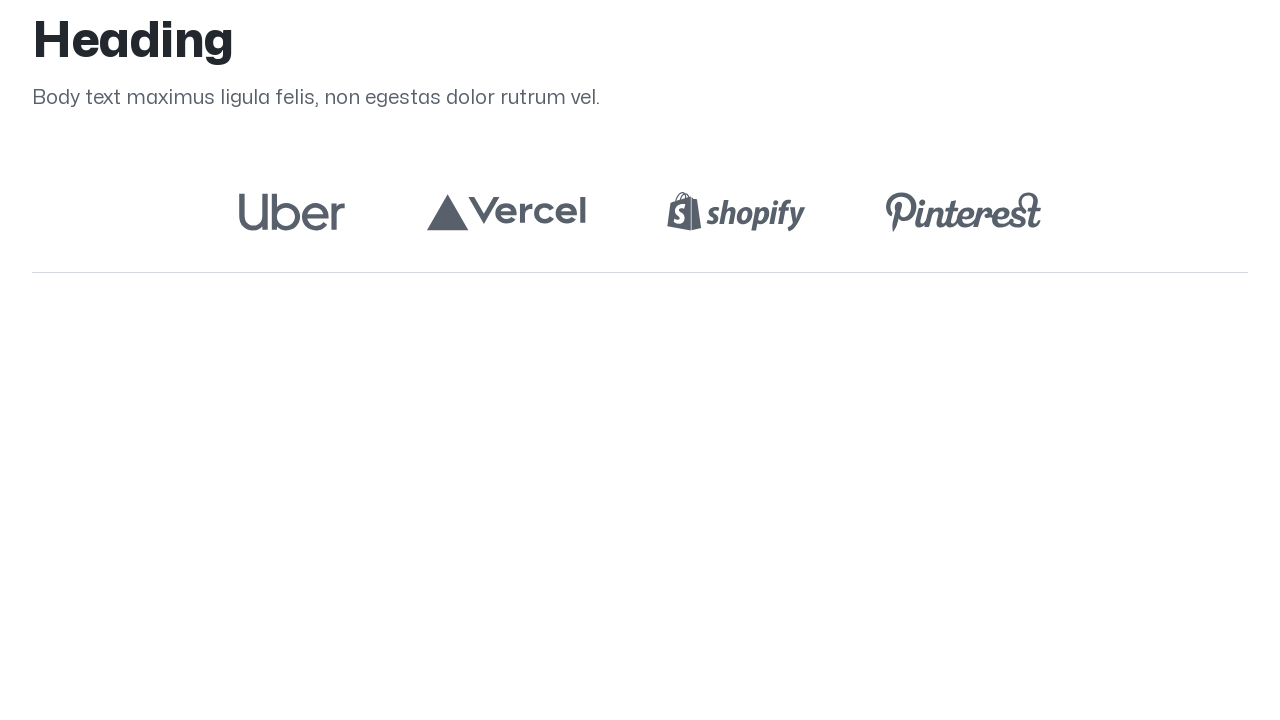 Heading
Body text maximus ligula felis, non egestas dolor rutrum vel.
Uber Vercel shopify Pinterest